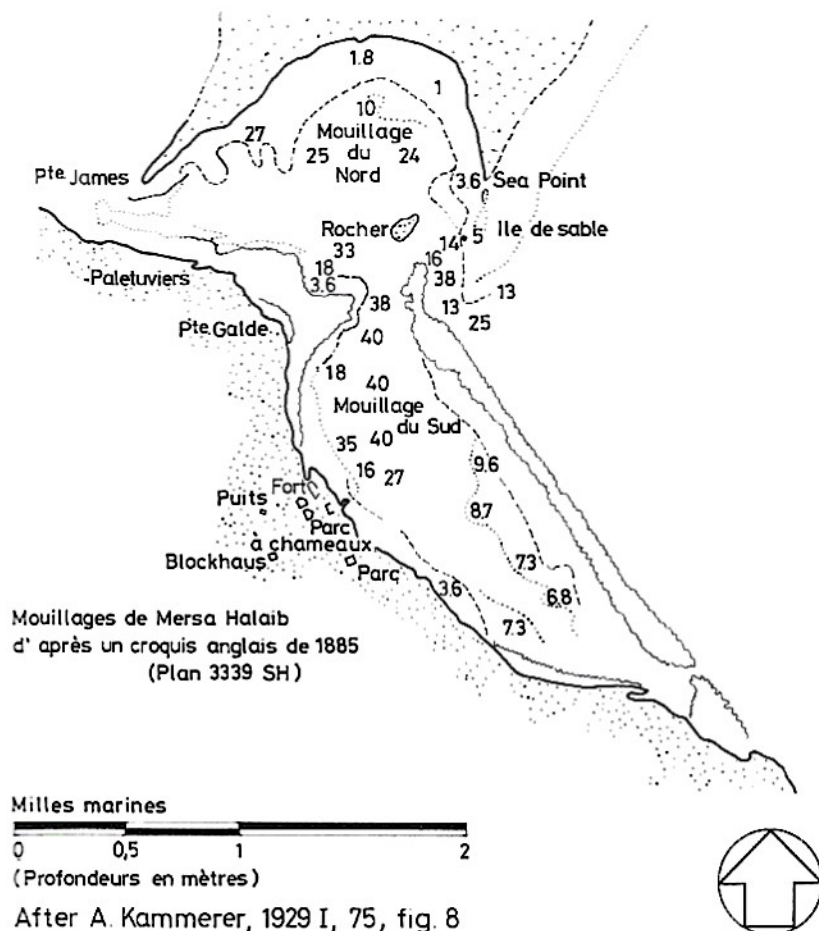 1.8
1
10
27
Mouillage
du
Nord
25
24
Pte James
3.6
Sea Point
Rocher
Ile de sable
14
5
33
16
18
38
Paletuviers
3.6
13
13
38
25
Pte Galde
40
18
40
Mouillage
du Sud
35
40
9.6
16
27
Fort
Puits
8.7
Parc
à chameaux
Blockhaus
Parc
7.3
3.6
6.8
7.3
Mouillages de Mersa Halaib
d' après un croquis anglais de 1885
(Plan 3339 SH)
Milles marines
0 0,5 1 2
(Profondeurs en mètres)
After A. Kammerer, 1929 I, 75, fig. 8